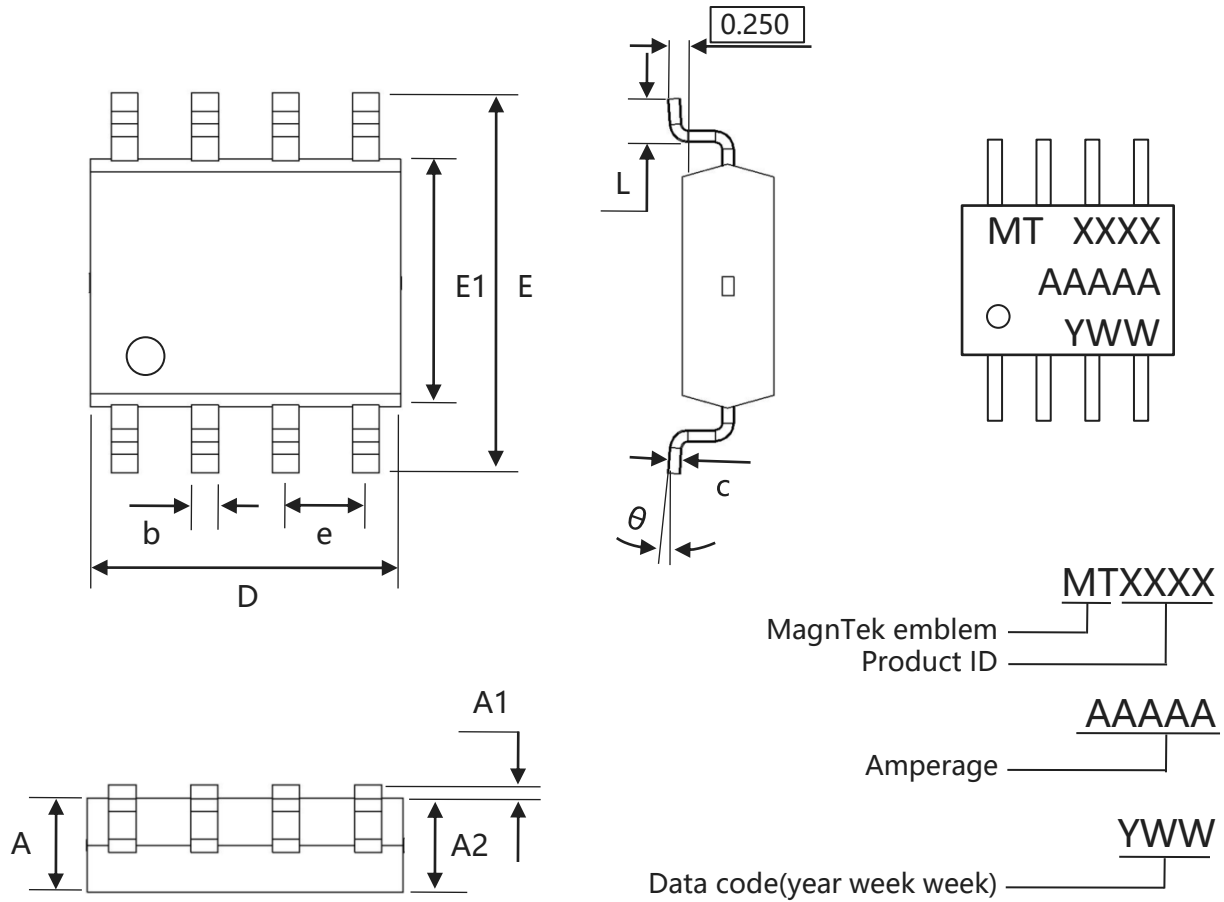 0.250
L
E1
E
MT XXXX
AAAAA
YWW
b
e
c
θ
D
MTXXXX
MagnTek emblem
Product ID
A1
AAAAA
Amperage
A
A2
YWW
Data code(year week week)